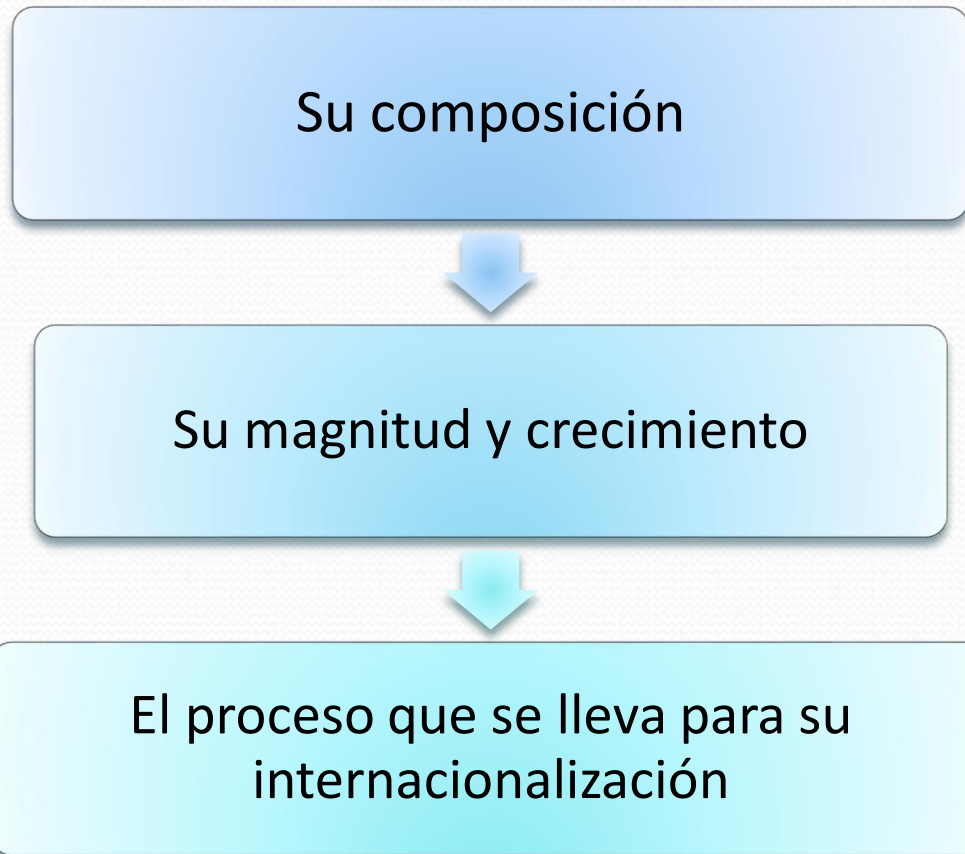 Su composición
Su magnitud y crecimiento
El proceso que se lleva para su
internacionalización